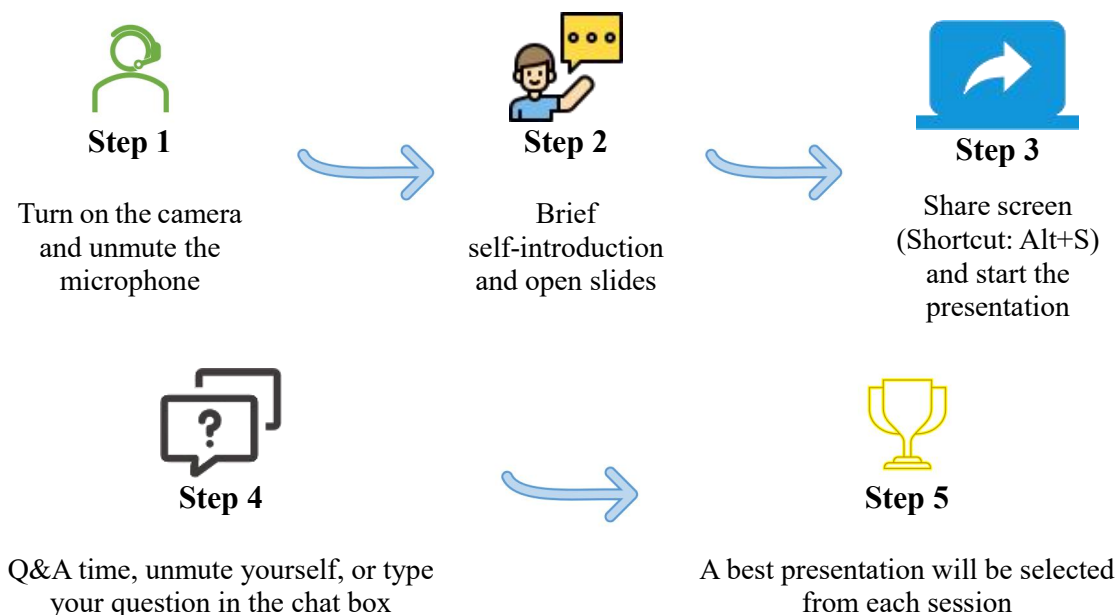 Step 1
Turn on the camera
and unmute the
microphone
Step 2
Brief
self-introduction
and open slides
Step 3
Share screen
(Shortcut: Alt+S)
and start the
presentation
?
Step 4
Q&A time, unmute yourself, or type
your question in the chat box
Step 5
A best presentation will be selected
from each session